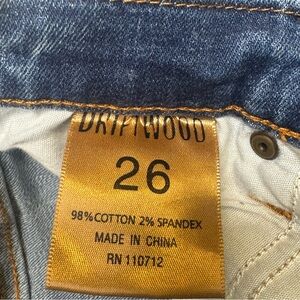 DRIFTWOOD
26
98% COTTON 2% SPANDEX
MADE IN CHINA
RN 110712